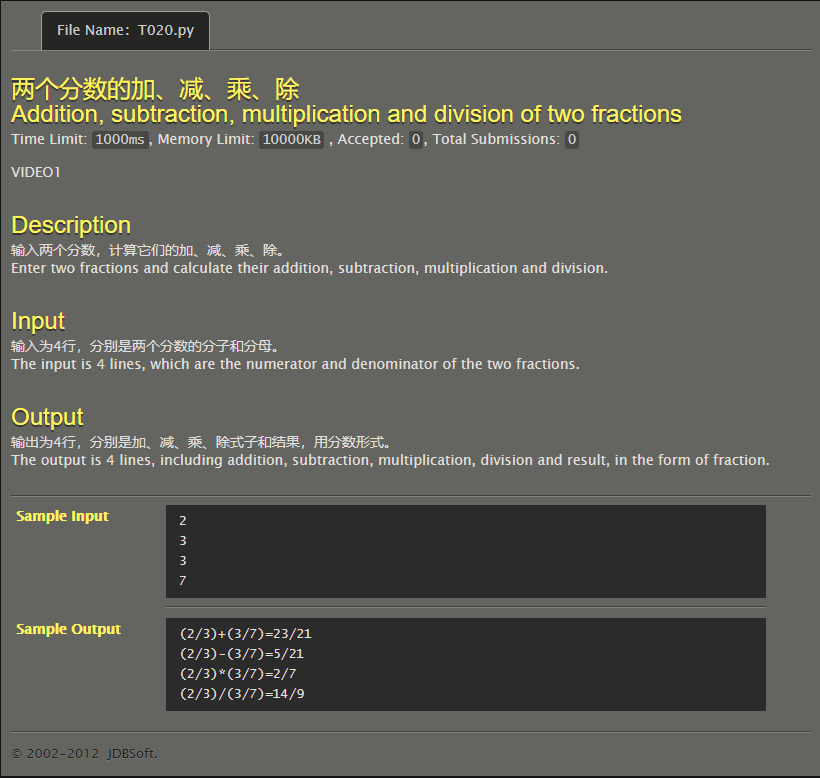 File Name: T020.py
两个分数的加、减、乘、除
Addition, subtraction, multiplication and division of two fractions
Time Limit: 1000ms, Memory Limit: 10000KB , Accepted: 0, Total Submissions: 0
VIDEO1
Description
输入两个分数，计算它们的加、减、乘、除。
Enter two fractions and calculate their addition, subtraction, multiplication and division.
Input
输入为4行，分别是两个分数的分子和分母。
The input is 4 lines, which are the numerator and denominator of the two fractions.
Output
输出为4行，分别是加、减、乘、除式子和结果，用分数形式。
The output is 4 lines, including addition, subtraction, multiplication, division and result, in the form of fraction.
Sample Input
2
3
3
7
Sample Output
(2/3)+(3/7)=23/21
(2/3)-(3/7)=5/21
(2/3)*(3/7)=2/7
(2/3)/(3/7)=14/9
© 2002-2012 JDBSoft.